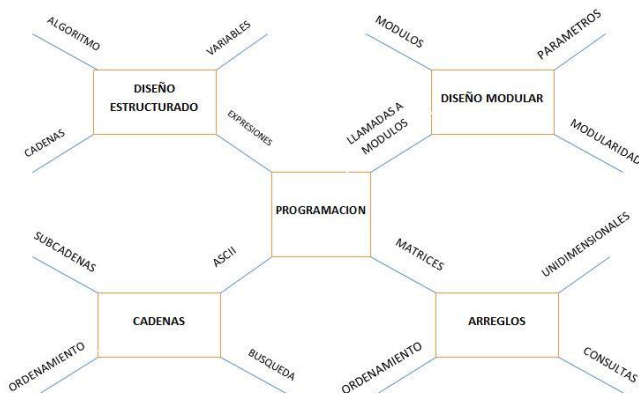 ALGORITMO
VARIABLES
DISEÑO
ESTRUCTURADO
CADENAS
EXPRESIONES
MODULOS
PARAMETROS
DISEÑO MODULAR
LLAMADAS A
MODULOS
MODULARIDAD
PROGRAMACION
SUBCADENAS
ASCII
CADENAS
ORDENAMIENTO
BUSQUEDA
MATRICES
UNIDIMENSIONALES
ARREGLOS
ORDENAMIENTO
CONSULTAS